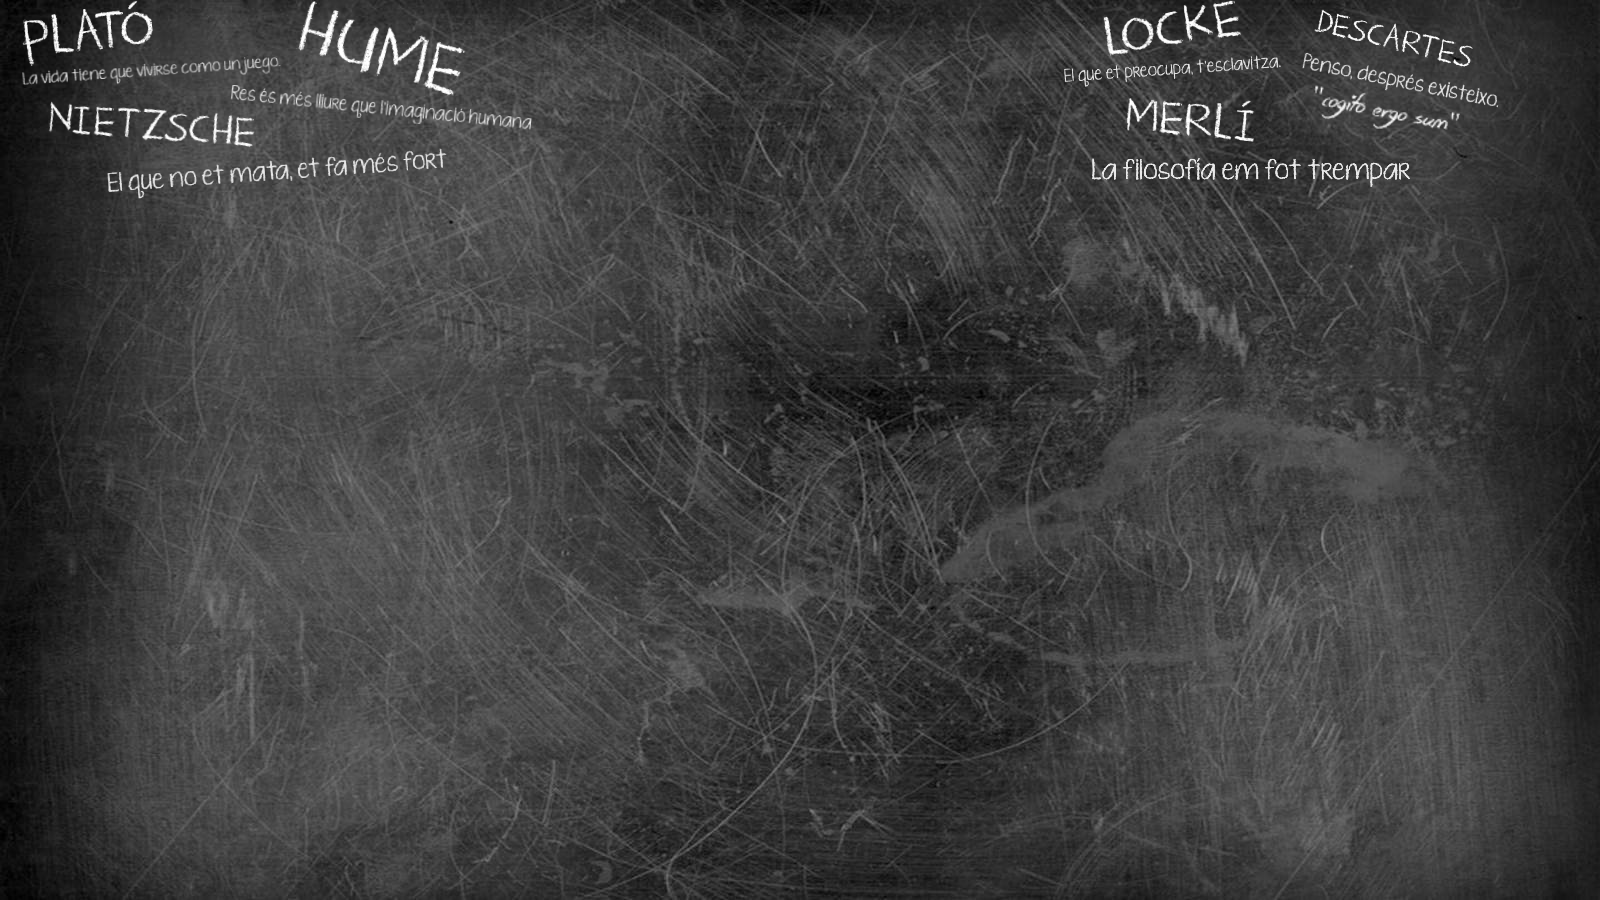 PLATÓ
La vida tiene que vivirse como un juego.
HUME
Res és més lliure que l'imaginació humana
NIETZSCHE
El que no et mata, et fa més fort
LOCKE
El que et preocupa, t'esclavitza.
DESCARTES
Penso, després existeixo.
"cogito ergo sum"
MERLÍ
La filosofía em fot trempar